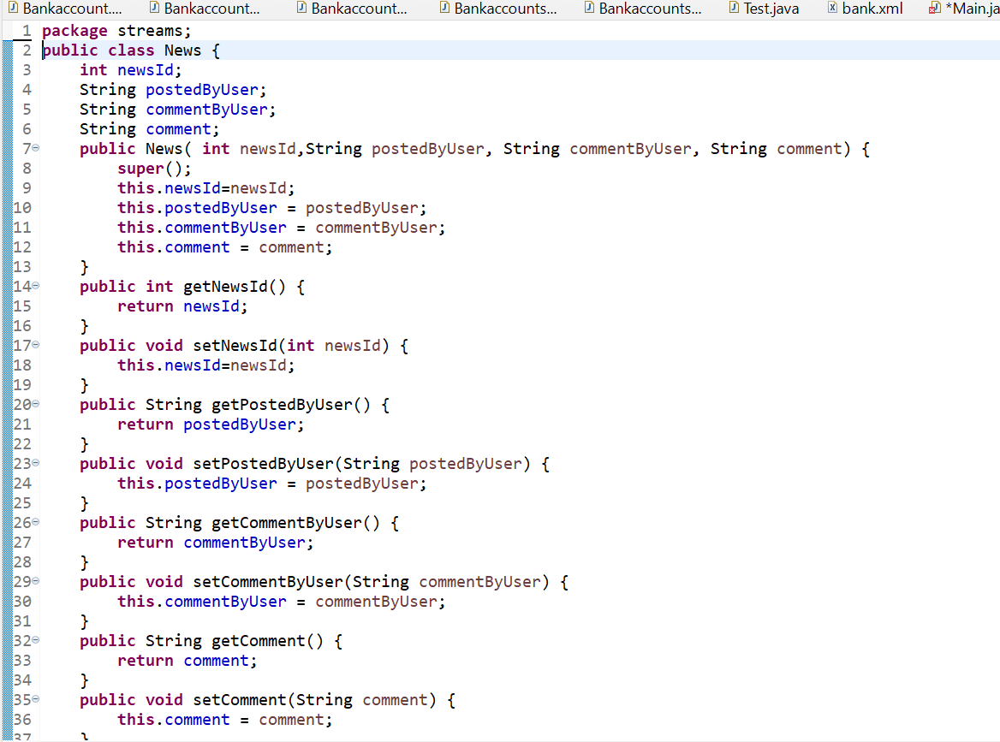 Bankaccount.... Bankaccount... Bankaccount... Bankaccounts... Bankaccounts... Test.java bank.xml *Main.ja
1 package streams;
2 public class News {
3     int newsId;
4     String postedByUser;
5     String commentByUser;
6     String comment;
7     public News( int newsId,String postedByUser, String commentByUser, String comment) {
8         super();
9         this.newsId=newsId;
10         this.postedByUser = postedByUser;
11         this.commentByUser = commentByUser;
12         this.comment = comment;
13     }
14     public int getNewsId() {
15         return newsId;
16     }
17     public void setNewsId(int newsId) {
18         this.newsId=newsId;
19     }
20     public String getPostedByUser() {
21         return postedByUser;
22     }
23     public void setPostedByUser(String postedByUser) {
24         this.postedByUser = postedByUser;
25     }
26     public String getCommentByUser() {
27         return commentByUser;
28     }
29     public void setCommentByUser(String commentByUser) {
30         this.commentByUser = commentByUser;
31     }
32     public String getComment() {
33         return comment;
34     }
35     public void setComment(String comment) {
36         this.comment = comment;
37     }